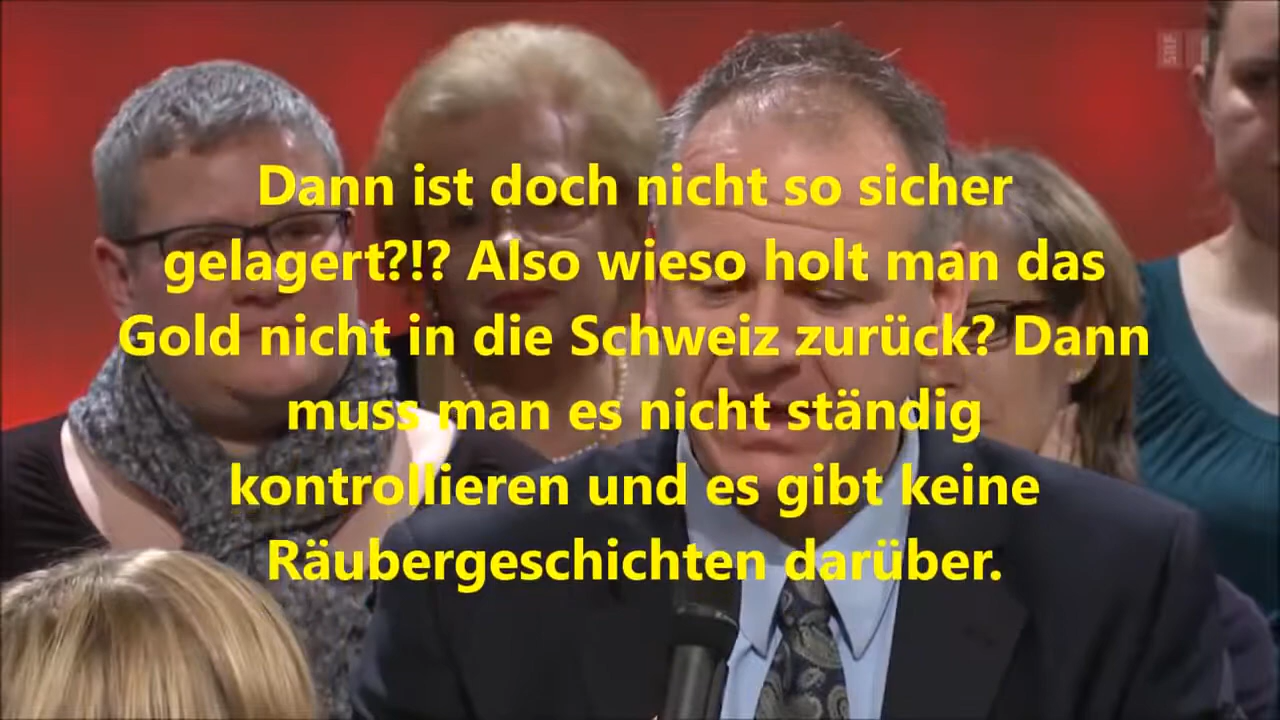 SRF
Dann ist doch nicht so sicher
gelagert?!? Also wieso holt man das
Gold nicht in die Schweiz zurück? Dann
muss man es nicht ständig
kontrollieren und es gibt keine
Räubergeschichten darüber.